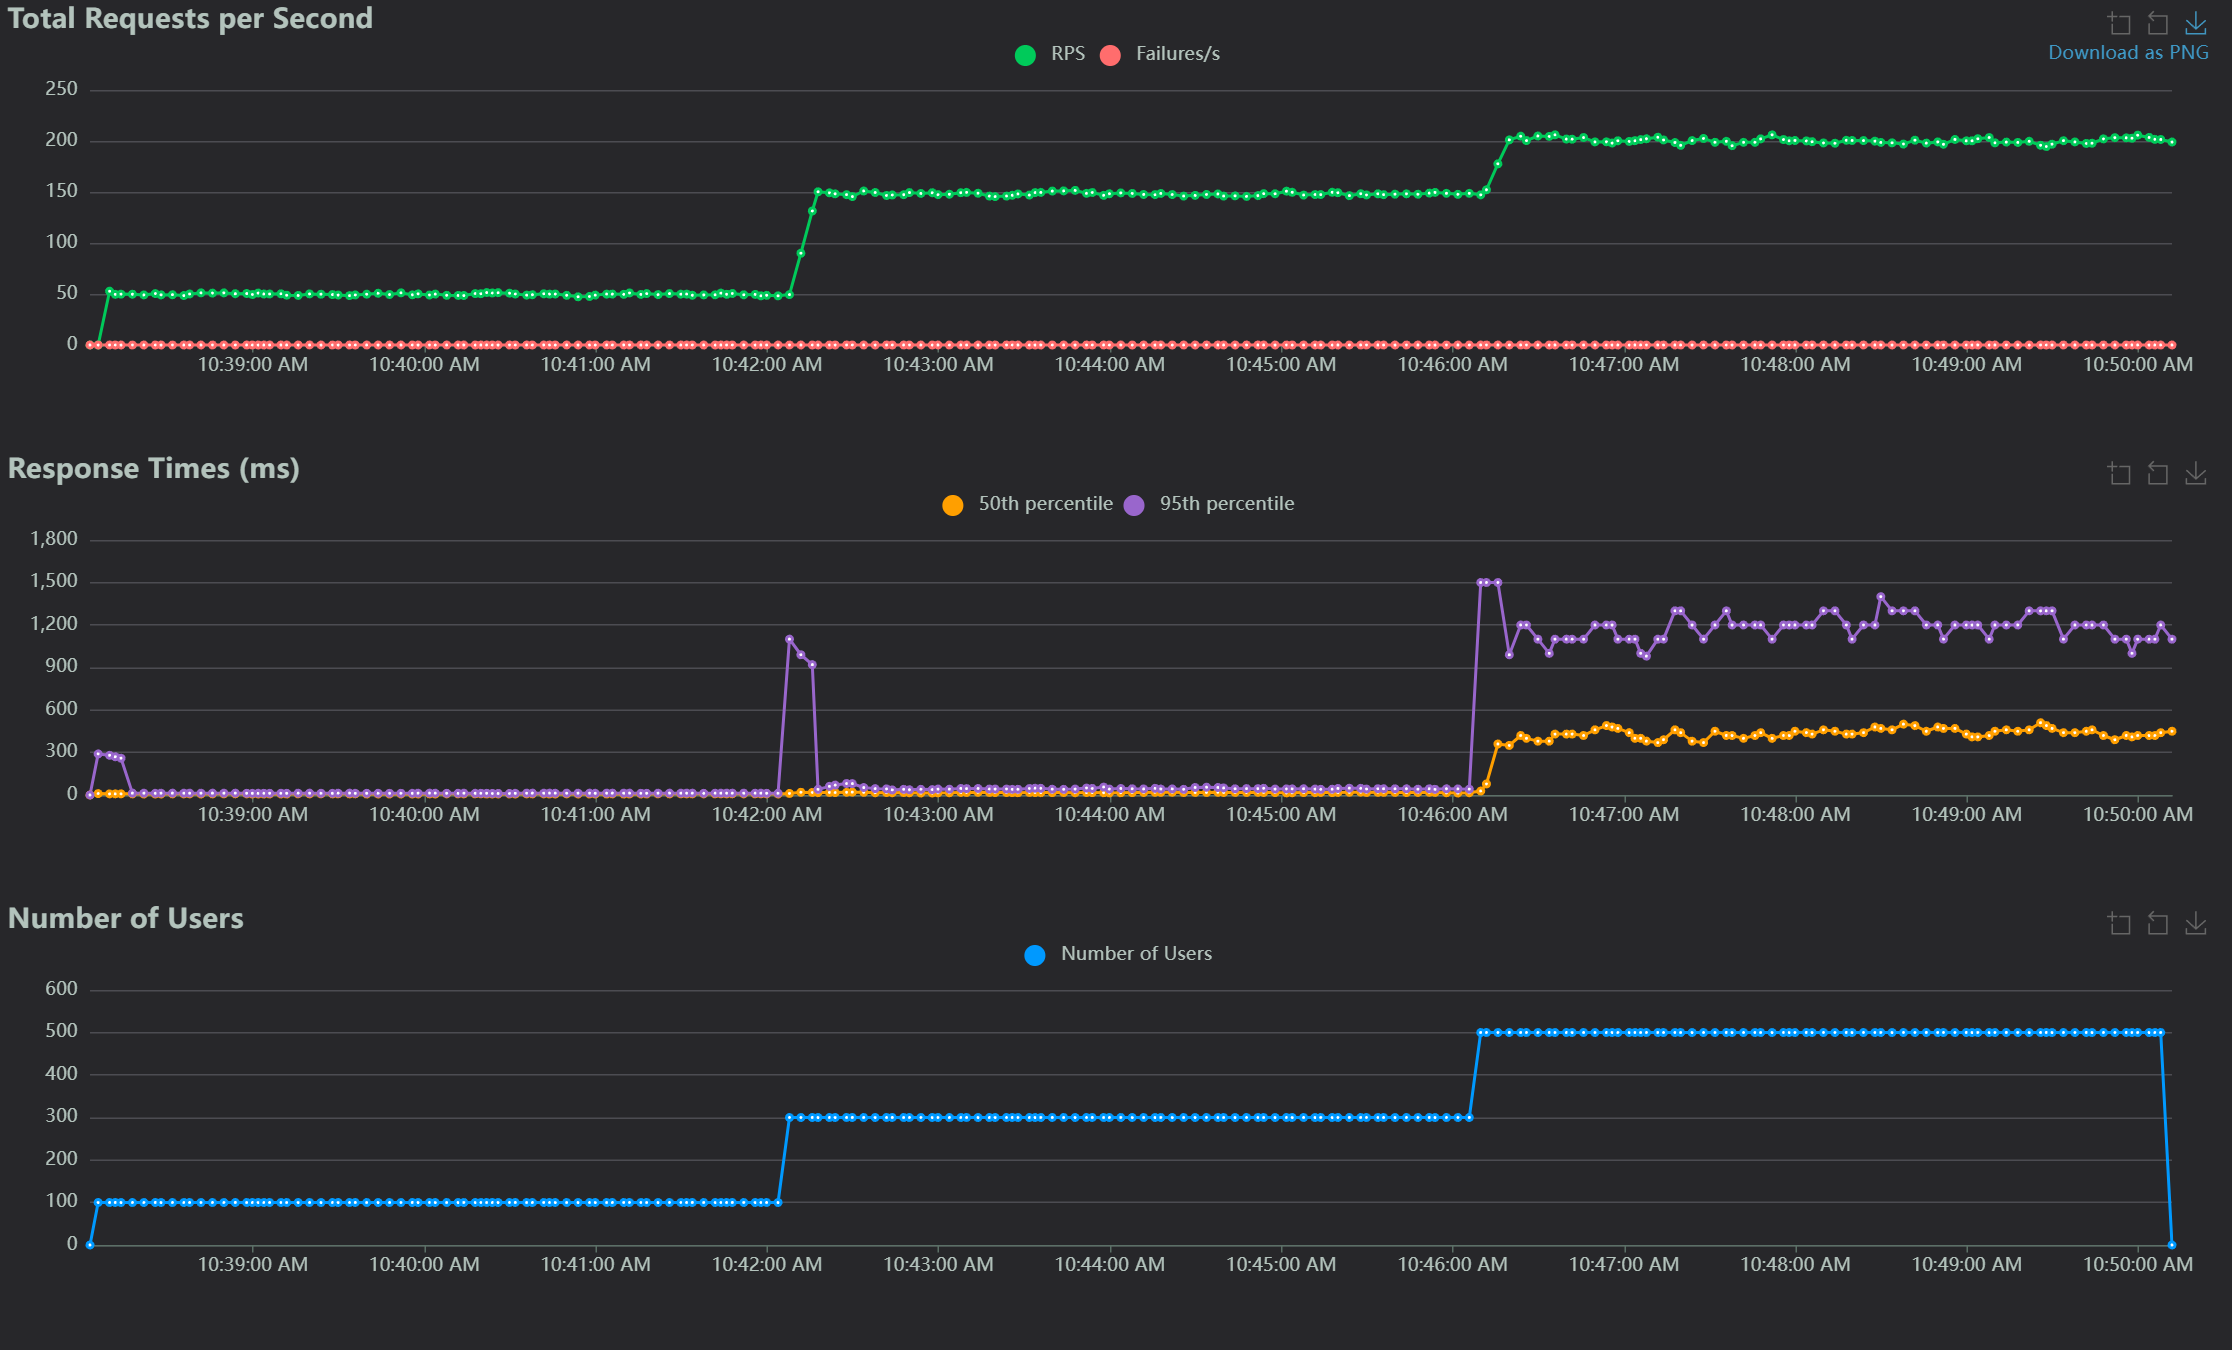 Total Requests per Second
RPS Failures/s
Download as PNG
250
200
150
100
50
0
10:39:00 AM 10:40:00 AM 10:41:00 AM 10:42:00 AM 10:43:00 AM 10:44:00 AM 10:45:00 AM 10:46:00 AM 10:47:00 AM 10:48:00 AM 10:49:00 AM 10:50:00 AM
Response Times (ms)
50th percentile 95th percentile
1,800
1,500
1,200
900
600
300
0
10:39:00 AM 10:40:00 AM 10:41:00 AM 10:42:00 AM 10:43:00 AM 10:44:00 AM 10:45:00 AM 10:46:00 AM 10:47:00 AM 10:48:00 AM 10:49:00 AM 10:50:00 AM
Number of Users
Number of Users
600
500
400
300
200
100
0
10:39:00 AM 10:40:00 AM 10:41:00 AM 10:42:00 AM 10:43:00 AM 10:44:00 AM 10:45:00 AM 10:46:00 AM 10:47:00 AM 10:48:00 AM 10:49:00 AM 10:50:00 AM